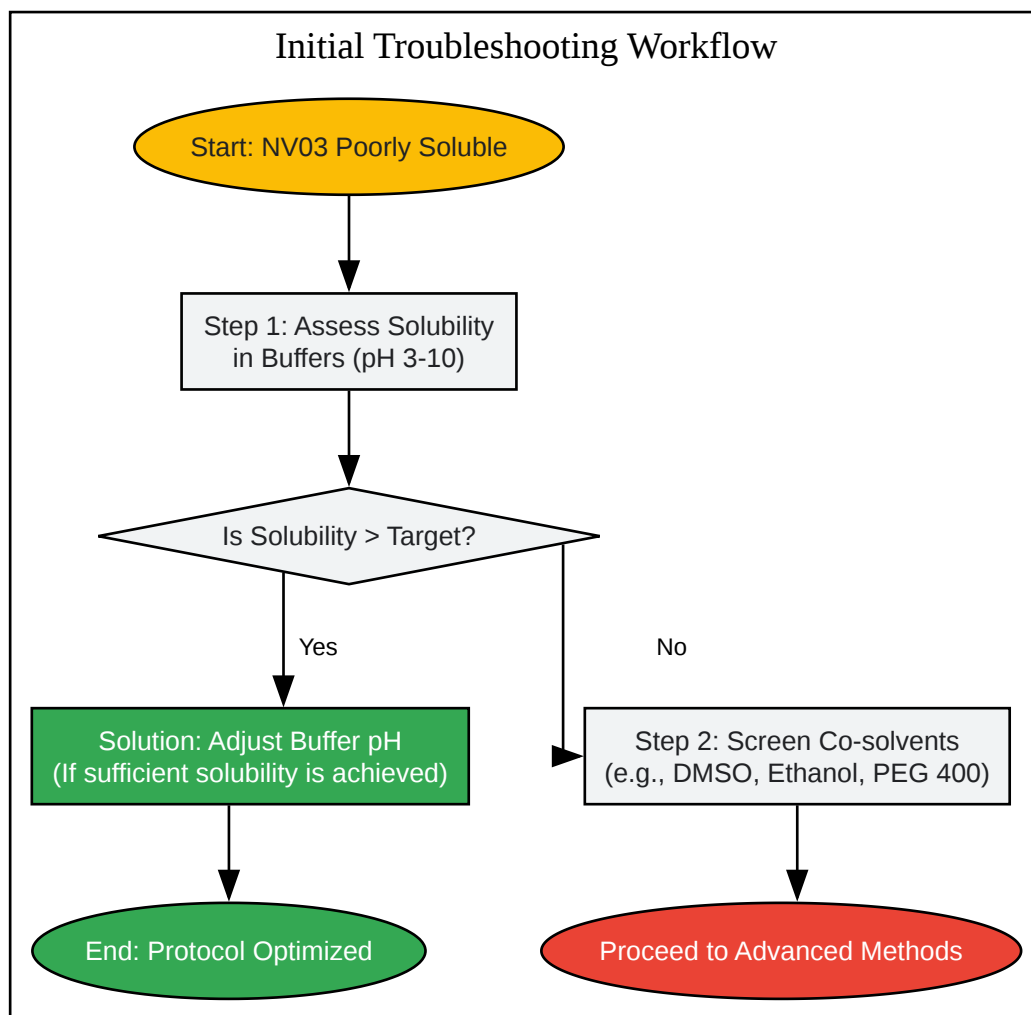 Initial Troubleshooting Workflow
Start: NV03 Poorly Soluble
Step 1: Assess Solubility
in Buffers (pH 3-10)
Is Solubility > Target?
Yes
No
Solution: Adjust Buffer pH
(If sufficient solubility is achieved)
Step 2: Screen Co-solvents
(e.g., DMSO, Ethanol, PEG 400)
End: Protocol Optimized
Proceed to Advanced Methods